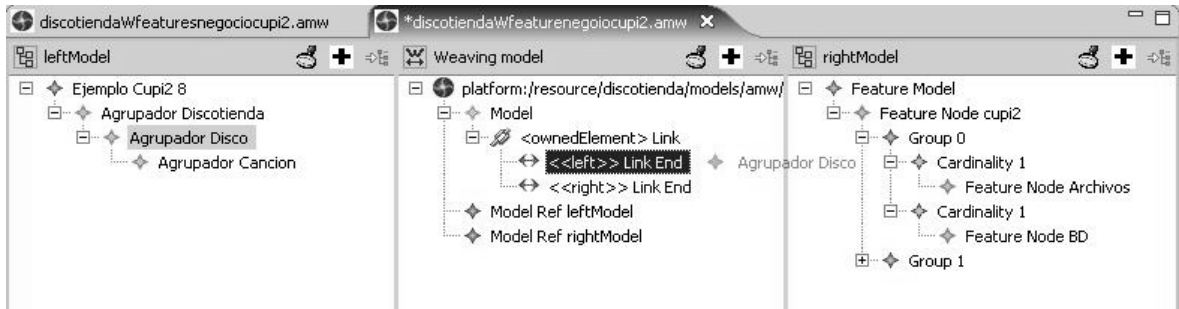 discotiendaWfeaturesnegociocupi2.amw
*discotiendaWfeaturenegoiocupi2.amw
leftModel
Ejemplo Cupi2 8
Agrupador Discotienda
Agrupador Disco
Agrupador Cancion
Weaving model
platform:/resource/discotienda/models/amw/
Model
<ownedElement> Link
<<left>> Link End Agrupador Disco
<<right>> Link End
Model Ref leftModel
Model Ref rightModel
rightModel
Feature Model
Feature Node cupi2
Group 0
Cardinality 1
Feature Node Archivos
Cardinality 1
Feature Node BD
Group 1